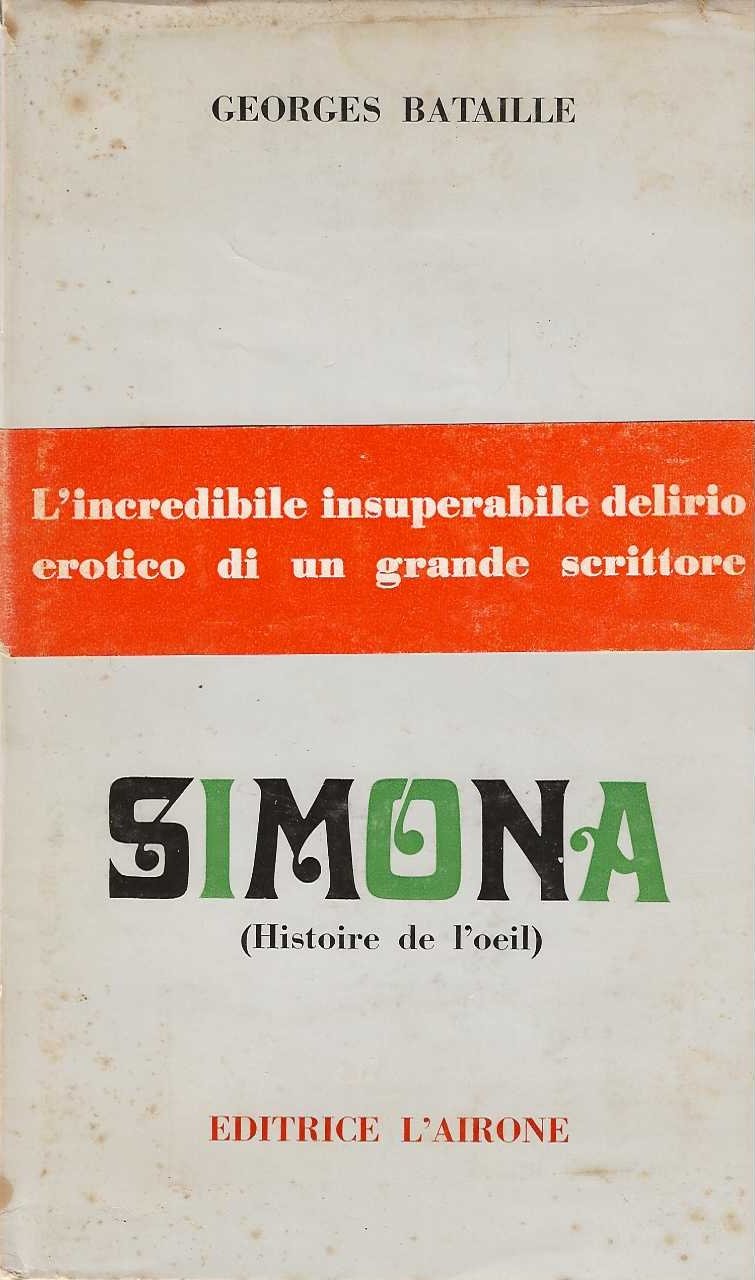 GEORGES BATAILLE
L'incredibile insuperabile delirio
erotico di un grande scrittore
SIMONA
(Histoire de l'oeil)
EDITRICE L'AIRONE